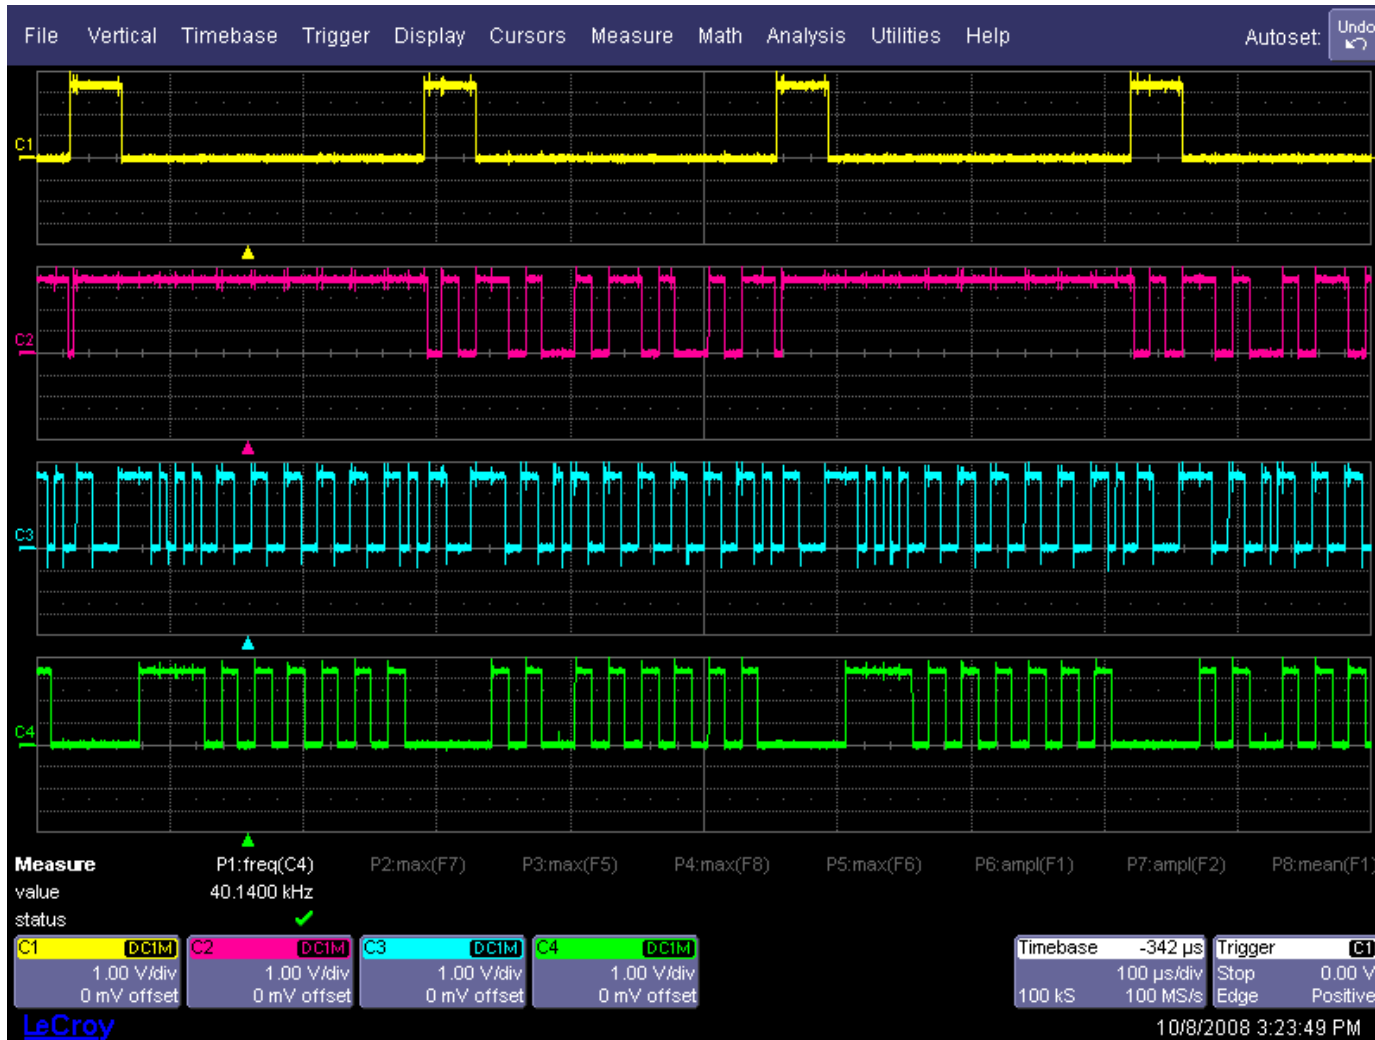 File Vertical Timebase Trigger Display Cursors Measure Math Analysis Utilities Help Autoset: Undo
C1
C2
C3
C4
Measure P1:freq(C4) P2:max(F7) P3:max(F5) P4:max(F8) P5:max(F6) P6:ampl(F1) P7:ampl(F2) P8:mean(F1)
value 40.1400 kHz
status
C1 DC1M C2 DC1M C3 DC1M C4 DC1M Timebase -342 µs Trigger C1
1.00 V/div 1.00 V/div 1.00 V/div 1.00 V/div 100 µs/div Stop 0.00 V
0 mV offset 0 mV offset 0 mV offset 0 mV offset 100 kS 100 MS/s Edge Positive
LeCroy 10/8/2008 3:23:49 PM